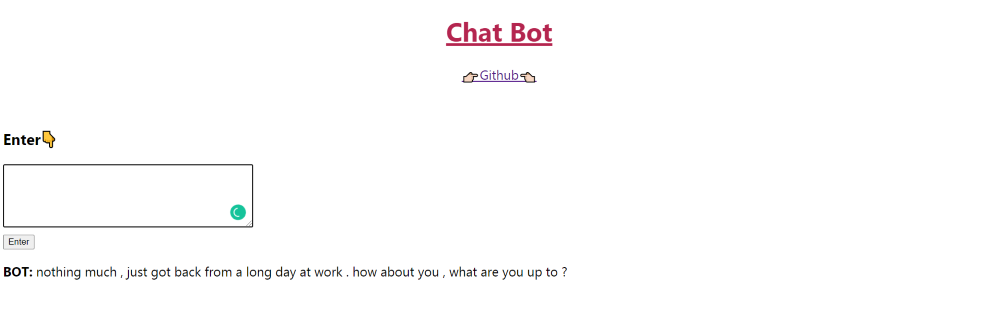 Chat Bot
👉🏻Github👈🏻
Enter👇
Enter
BOT: nothing much , just got back from a long day at work . how about you , what are you up to ?